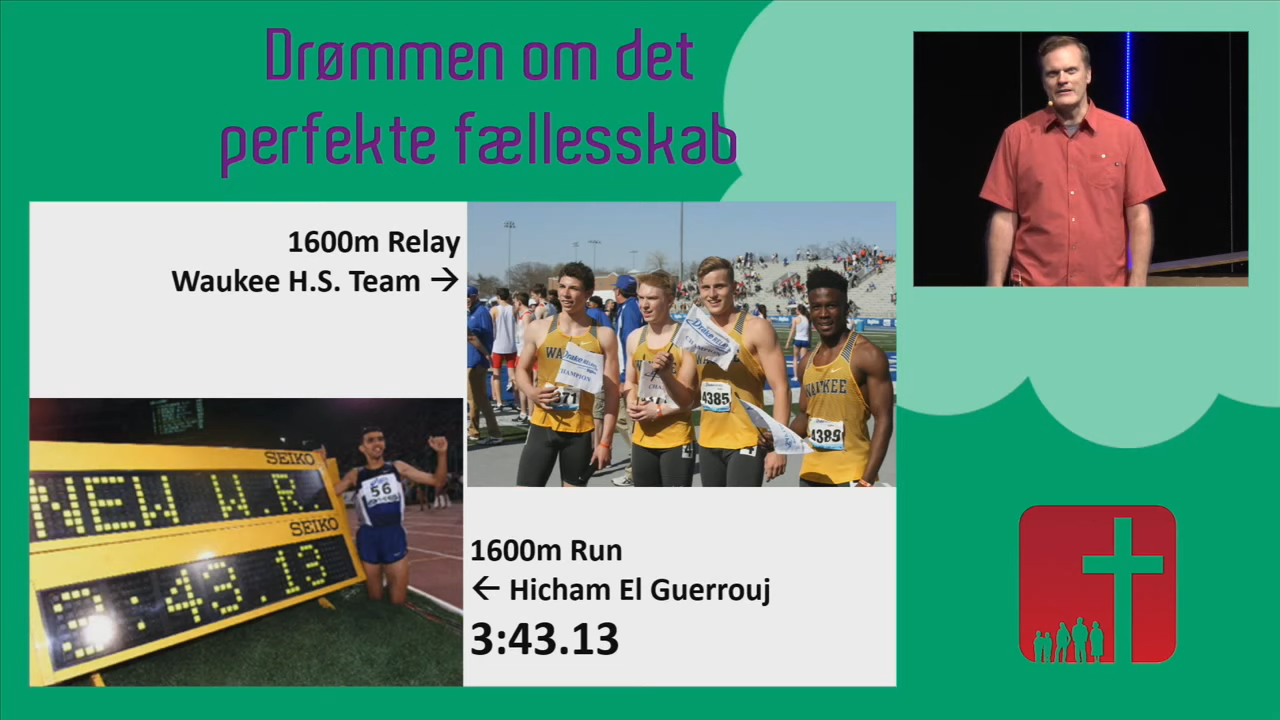 Drømmen om det
perfekte fællesskab
1600m Relay
Waukee H.S. Team →
WAUKEE
4385
4389
SEIKO
NEW W.R.
SEIKO
3:43.13
56
1600m Run
← Hicham El Guerrouj
3:43.13